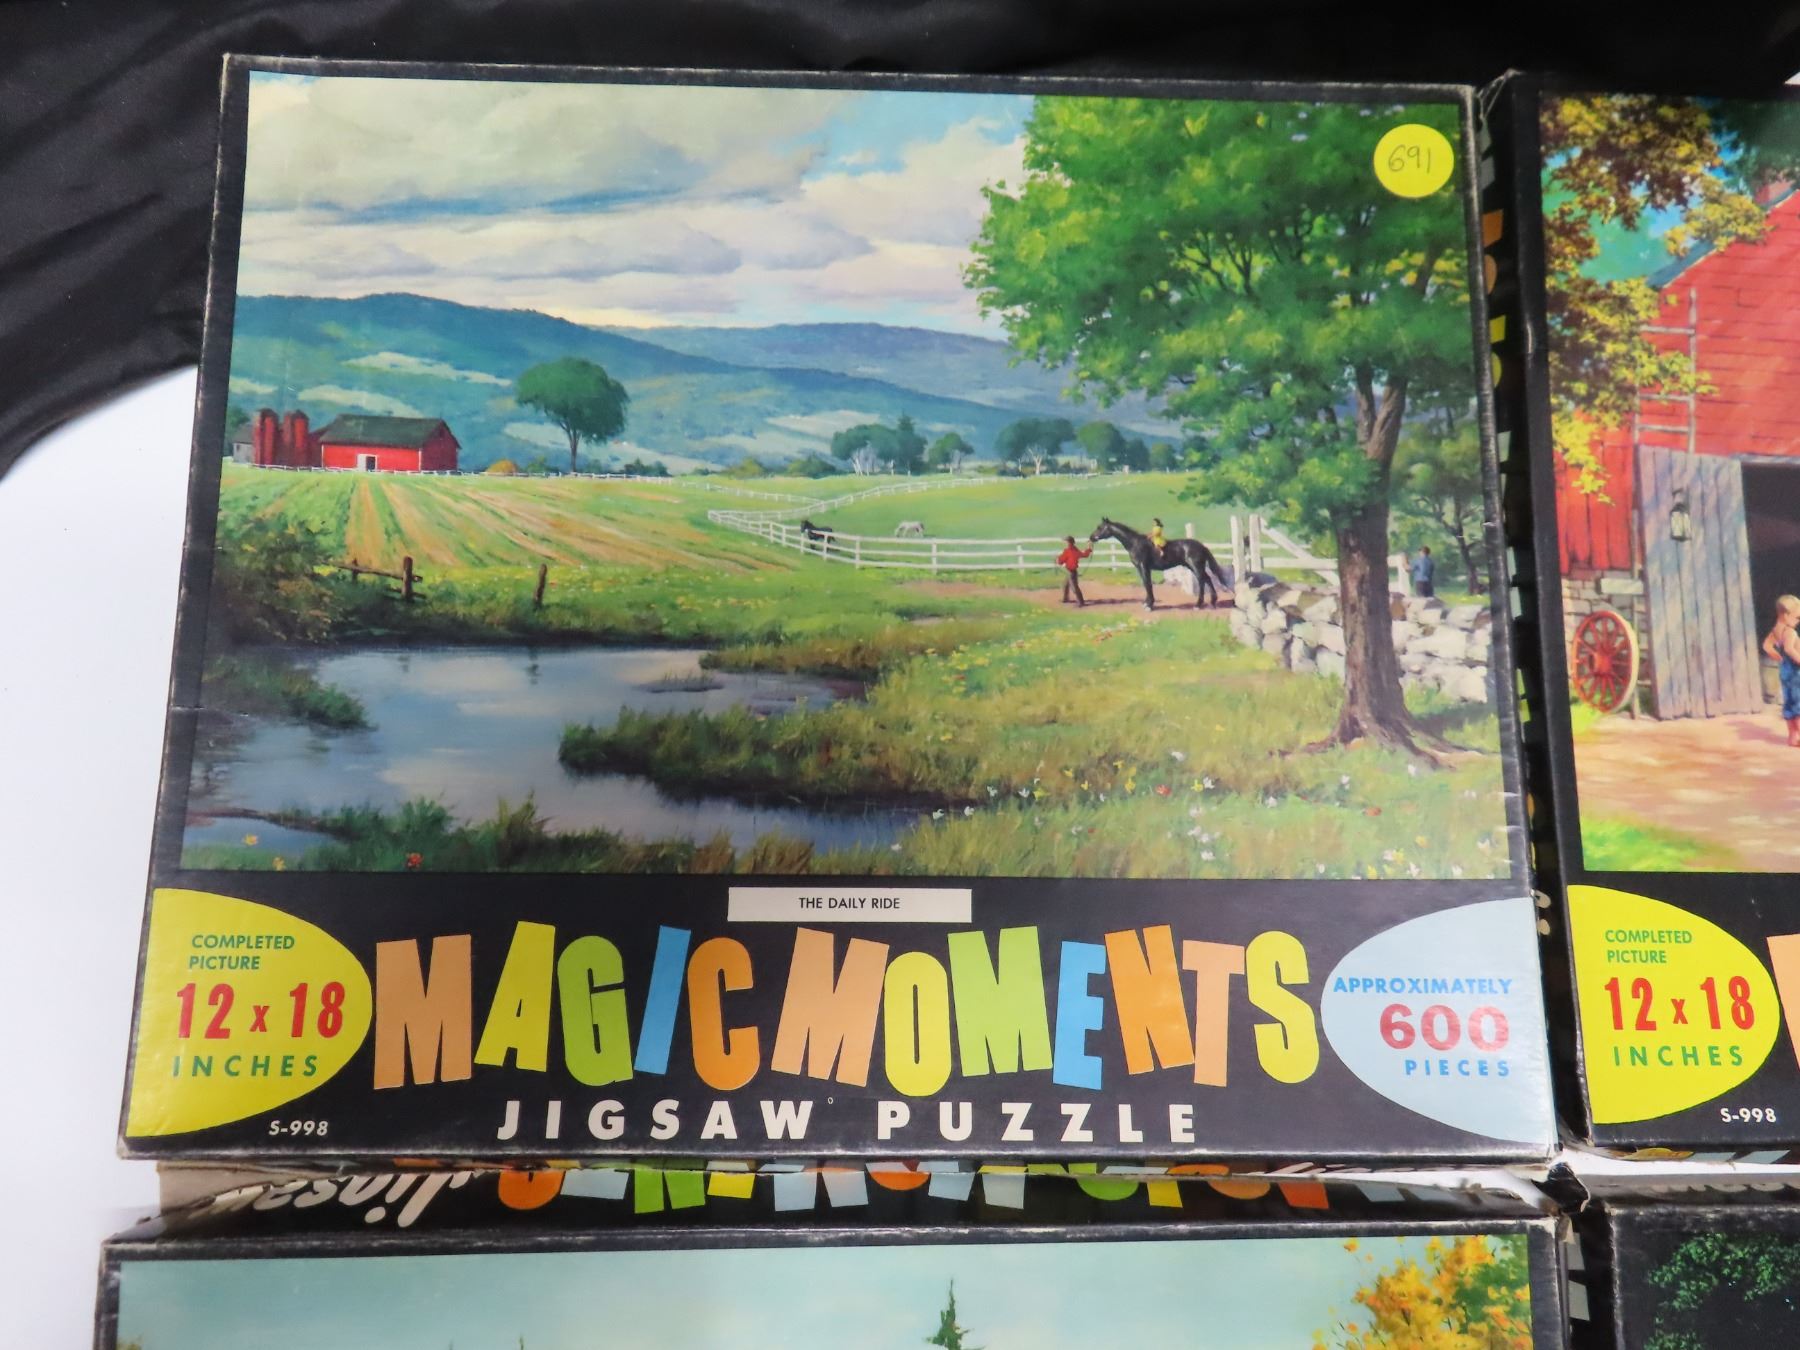 691
THE DAILY RIDE
COMPLETED
PICTURE
12 x 18
INCHES
S-998
MAGIC MOMENTS
JIGSAW PUZZLE
APPROXIMATELY
600
PIECES
COMPLETED
PICTURE
12 x 18
INCHES
S-998
Jigsaw